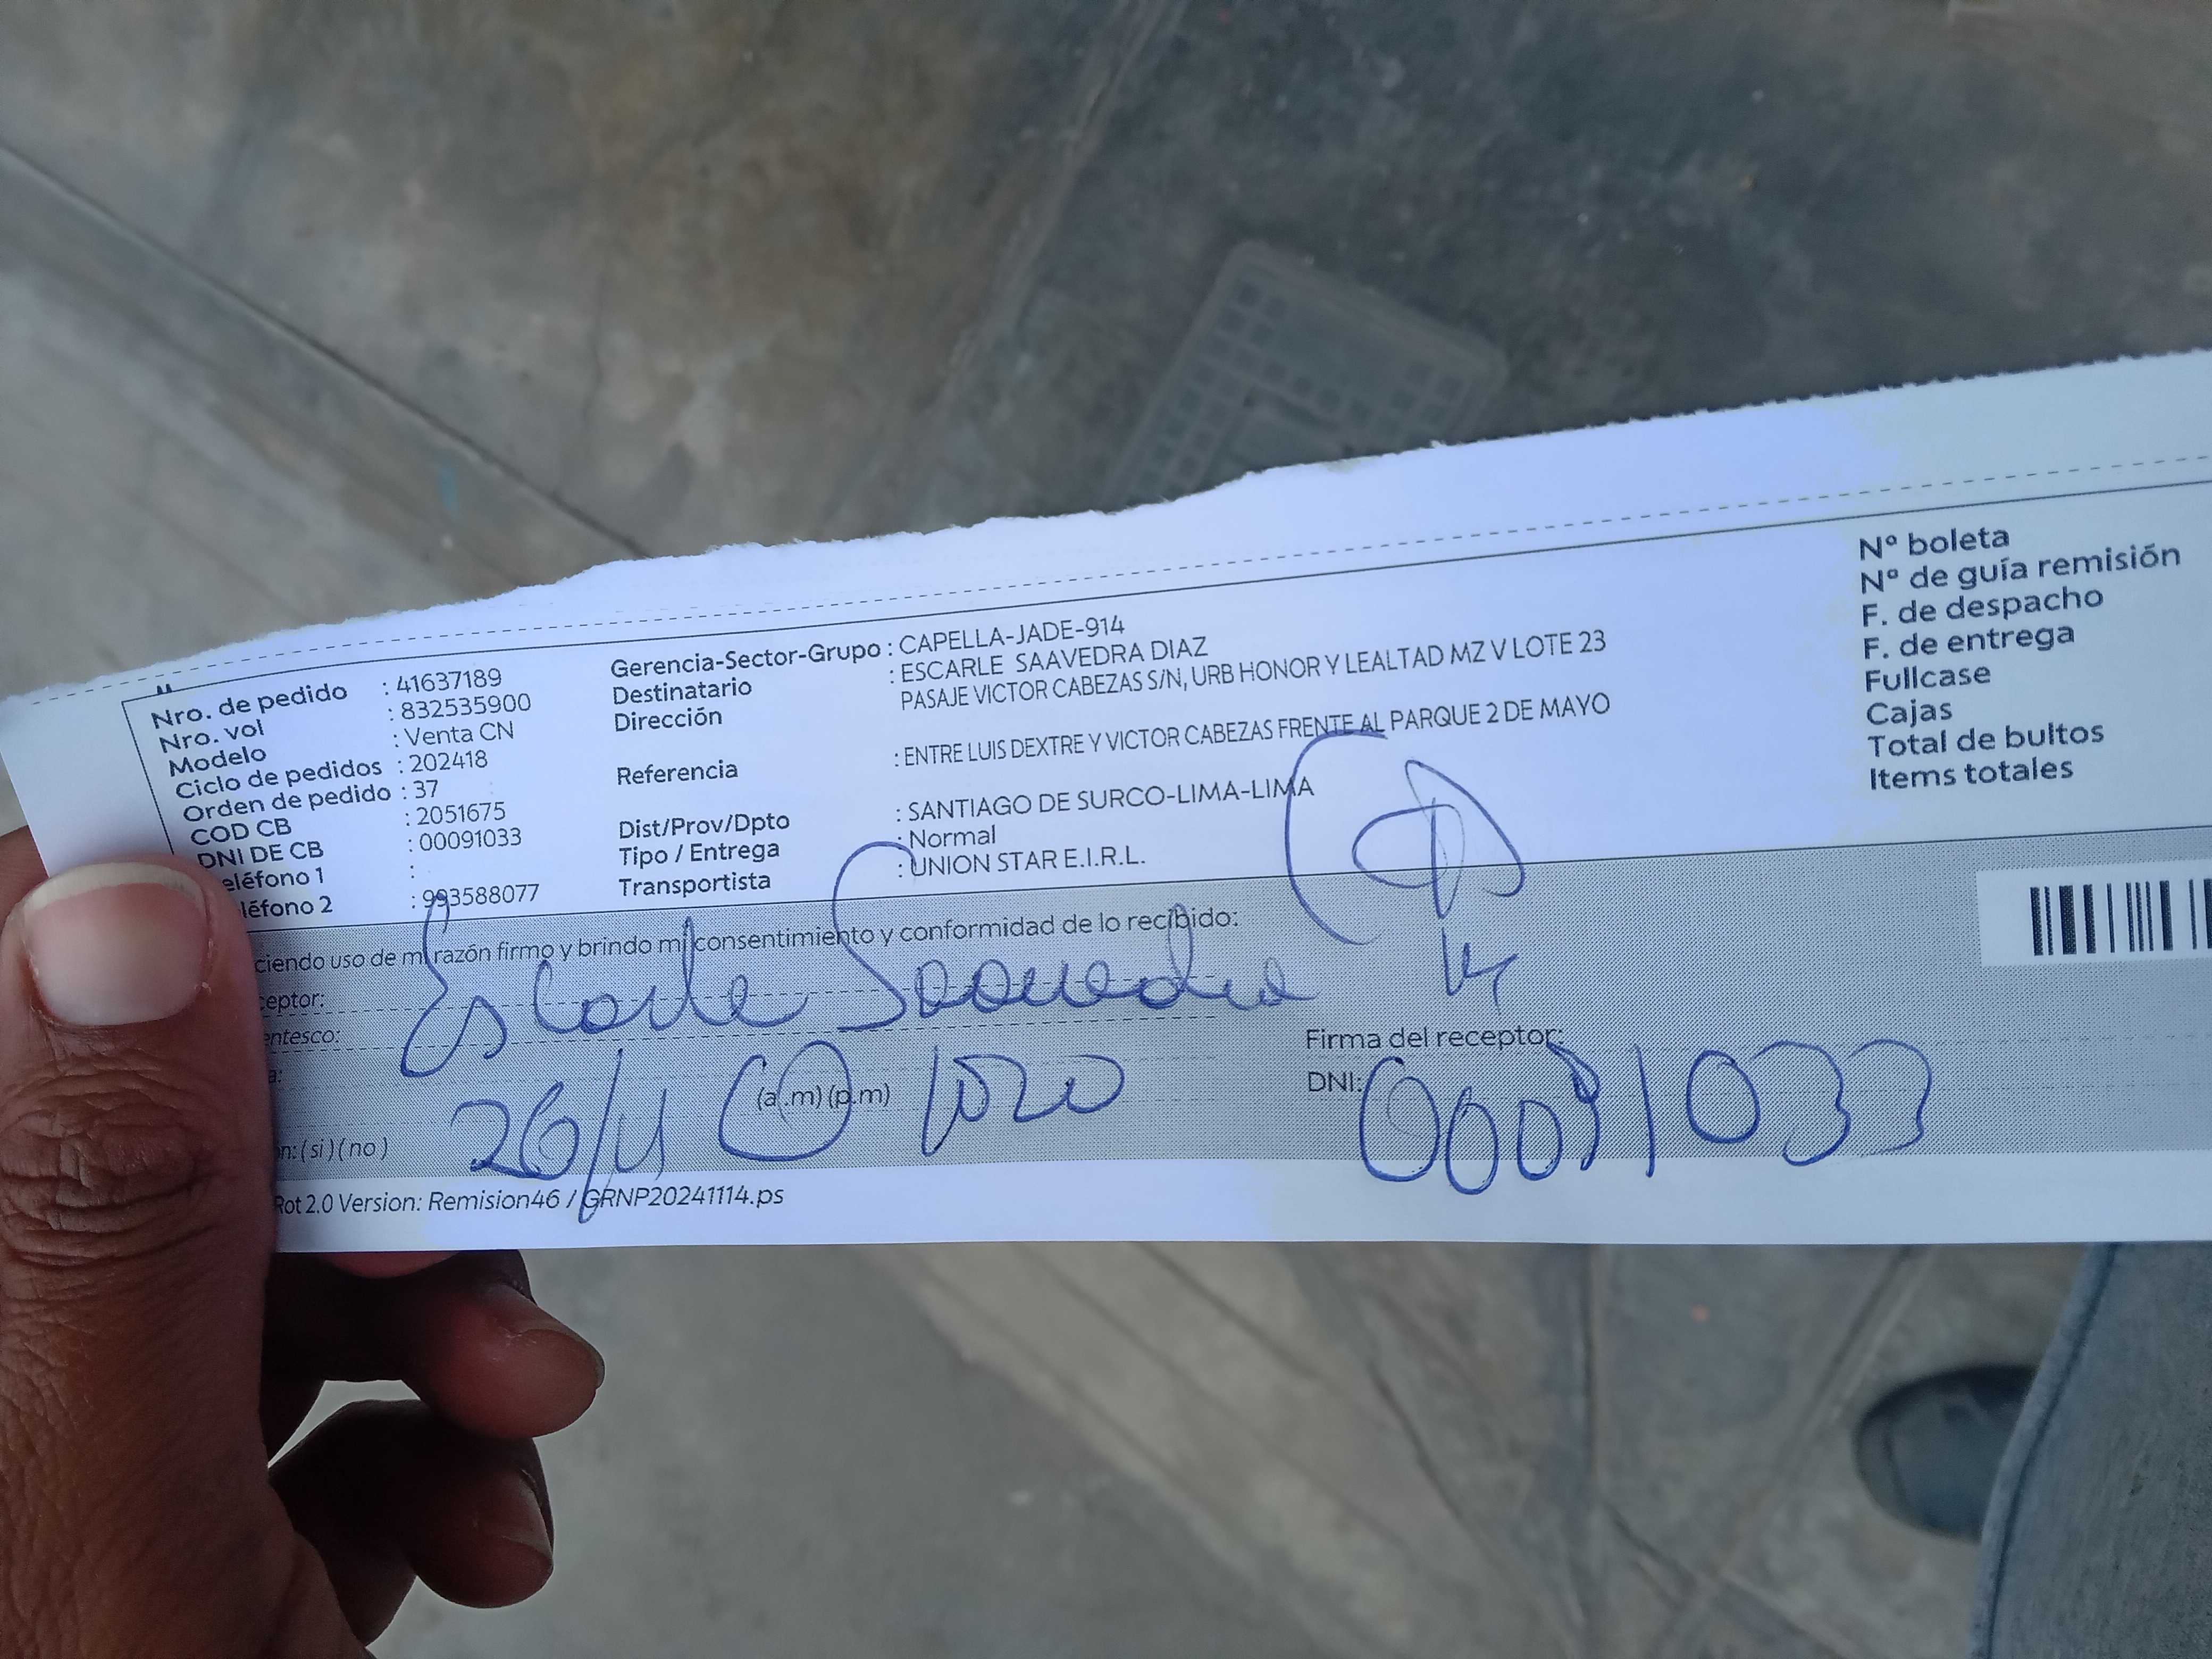 Nro. de pedido : 41637189
Nro. vol : 832535900
Modelo : Venta CN
Ciclo de pedidos : 202418
Orden de pedido : 37
COD CB : 2051675
DNI DE CB : 00091033
eléfono 1 :
léfono 2 : 993588077
Gerencia-Sector-Grupo : CAPELLA-JADE-914
Destinatario : ESCARLE SAAVEDRA DIAZ
Dirección PASAJE VICTOR CABEZAS S/N, URB HONOR Y LEALTAD MZ V LOTE 23
Referencia : ENTRE LUIS DEXTRE Y VICTOR CABEZAS FRENTE AL PARQUE 2 DE MAYO
Dist/Prov/Dpto : SANTIAGO DE SURCO-LIMA-LIMA
Tipo / Entrega : Normal
Transportista : UNION STAR E.I.R.L.
Nº boleta
Nº de guía remisión
F. de despacho
F. de entrega
Fullcase
Cajas
Total de bultos
Items totales
ciendo uso de mi razón firmo y brindo mi consentimiento y conformidad de lo recibido:
ceptor: Escarle Saavedra
entesco:
a: 26/11 (a.m) (p.m) 1020
n: (si) (no)
Firma del receptor:
DNI: 00091033
Rot 2.0 Version: Remision46 / GRNP20241114.ps